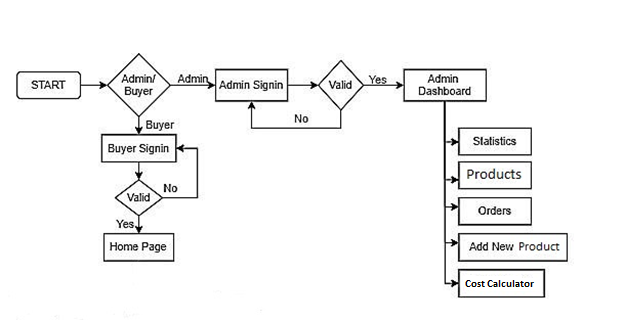 START
Admin/
Buyer
Admin
Admin Signin
Valid
Yes
Admin
Dashboard
No
Buyer
Buyer Signin
No
Valid
Yes
Home Page
Statistics
Products
Orders
Add New Product
Cost Calculator